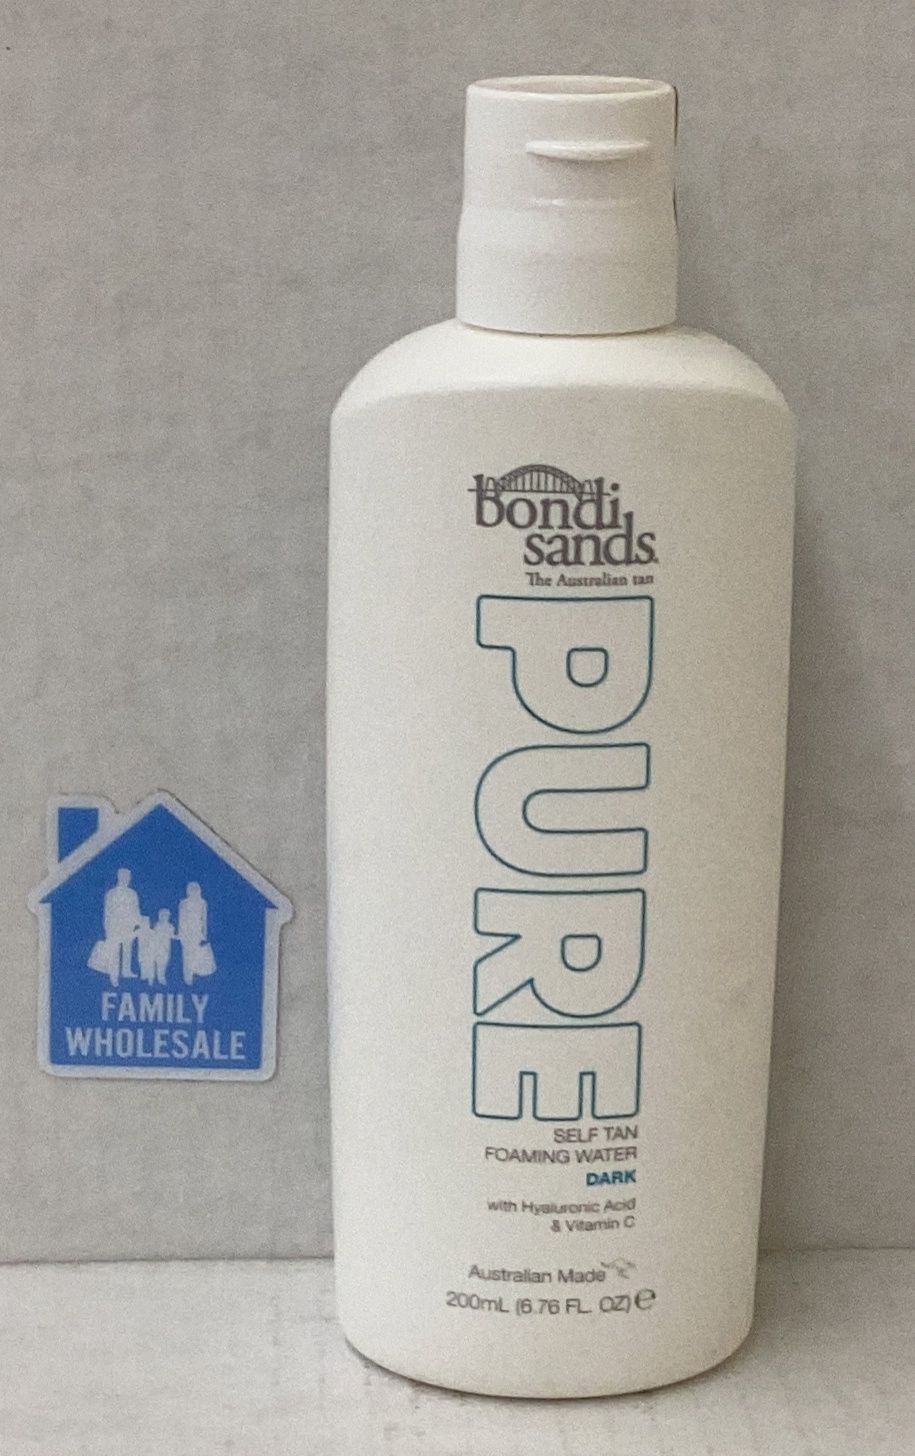 bondi
sands
The Australian tan
PURE
SELF TAN
FOAMING WATER
DARK
with Hyaluronic Acid
& Vitamin C
Australian Made
200mL (6.76 FL. OZ) ℮
FAMILY
WHOLESALE